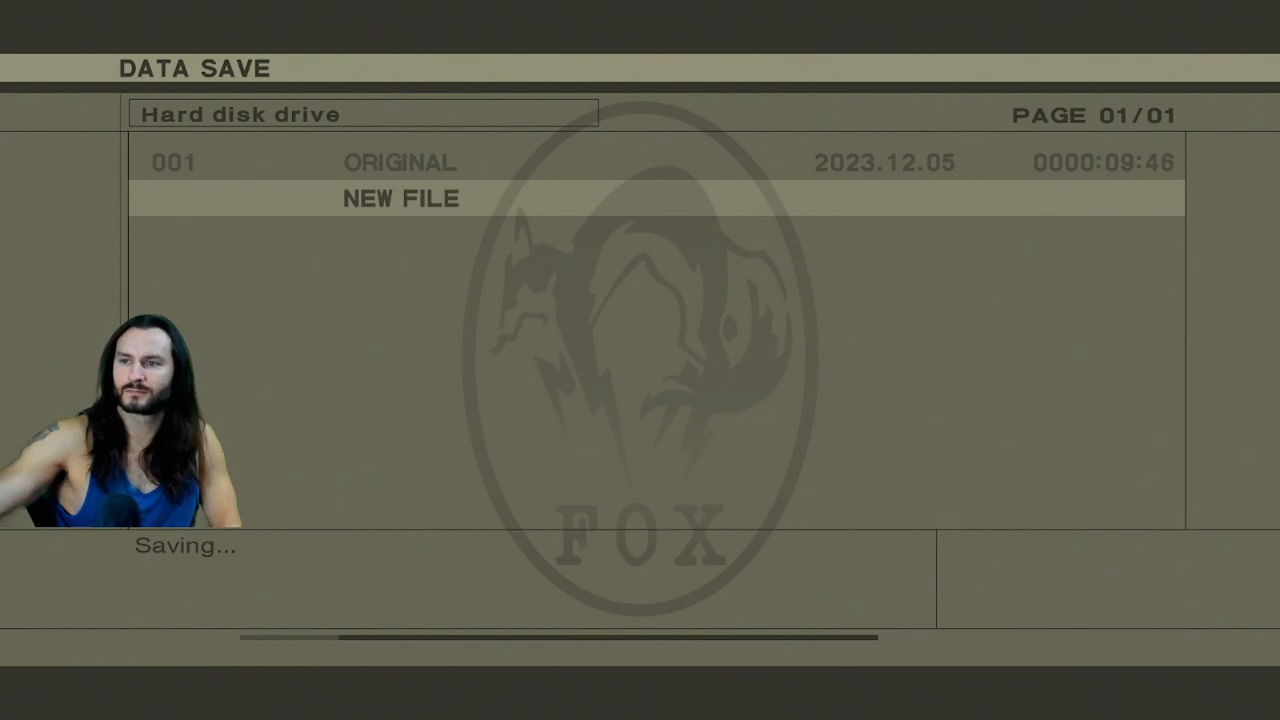 DATA SAVE
Hard disk drive PAGE 01/01
001 ORIGINAL 2023.12.05 0000:09:46
NEW FILE
FOX
Saving...